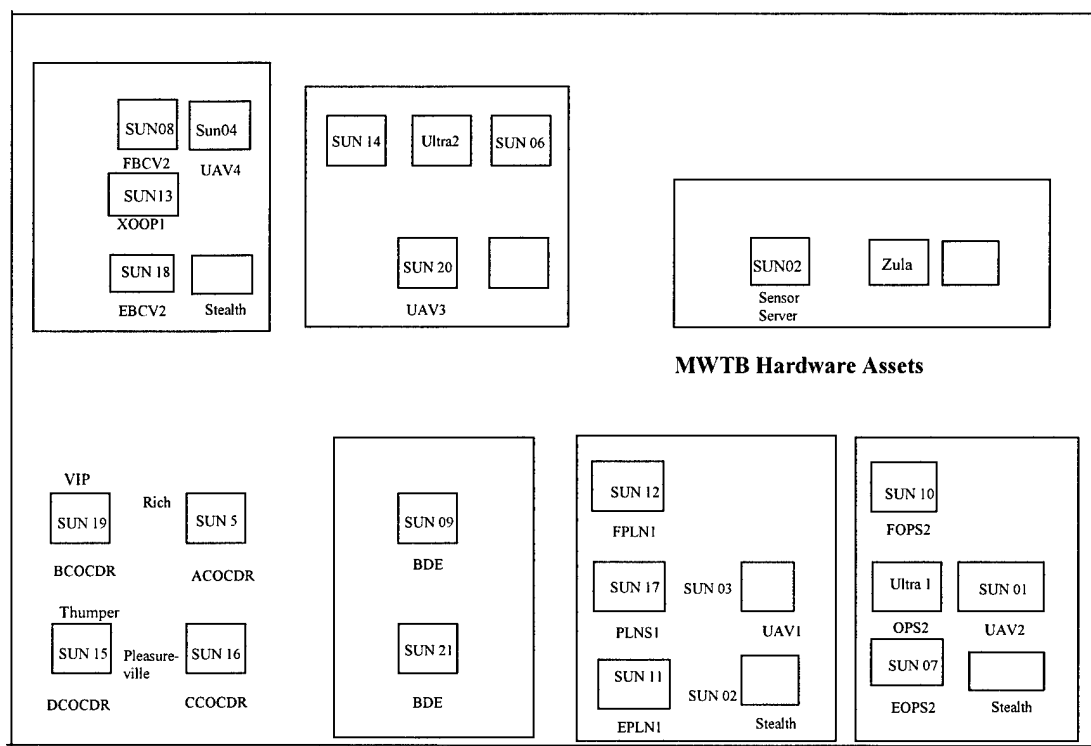 SUN08
Sun04
FBCV2
UAV4
SUN13
XOOP1
SUN 18
EBCV2
Stealth
SUN 14
Ultra2
SUN 06
SUN 20
UAV3
SUN02
Zula
Sensor
Server
MWTB Hardware Assets
VIP
SUN 19
Rich
SUN 5
BCOCDR
ACOCDR
Thumper
SUN 15
Pleasure-
ville
SUN 16
DCOCDR
CCOCDR
SUN 09
BDE
SUN 21
BDE
SUN 12
FPLN1
SUN 17
SUN 03
PLNS1
UAV1
SUN 11
SUN 02
EPLN1
Stealth
SUN 10
FOPS2
Ultra 1
SUN 01
OPS2
UAV2
SUN 07
EOPS2
Stealth